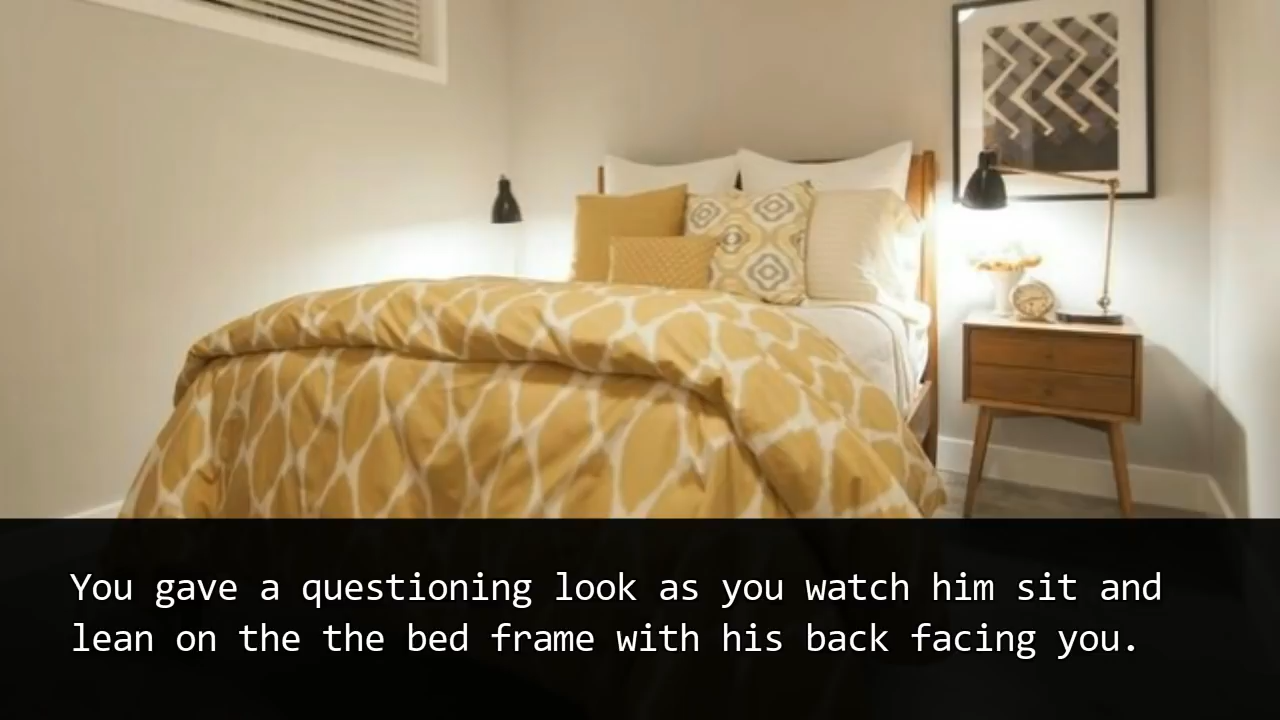 You gave a questioning look as you watch him sit and
lean on the the bed frame with his back facing you.